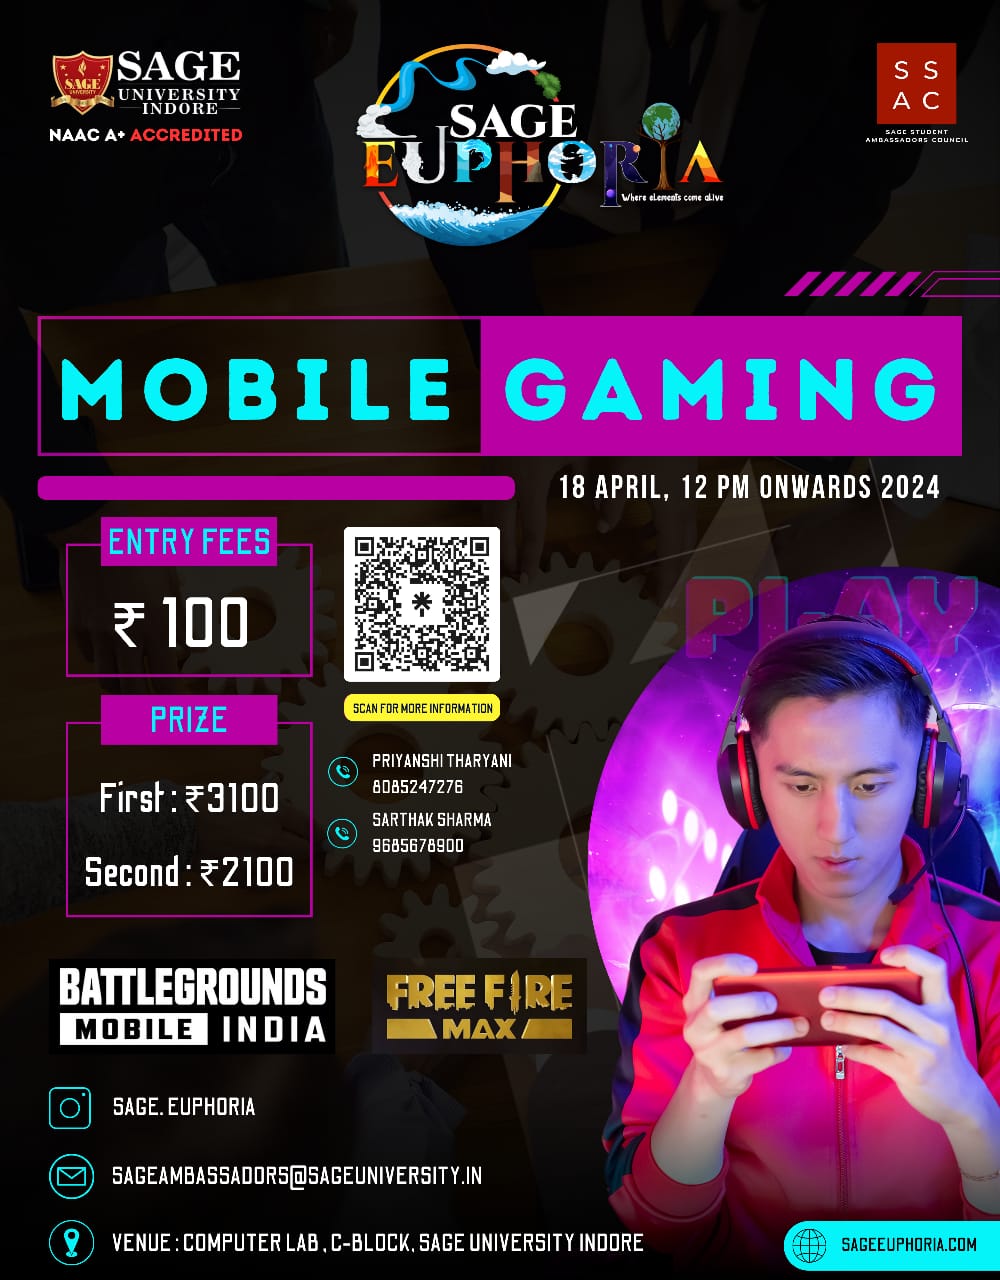 SAGE
UNIVERSITY
INDORE
NAAC A+ ACCREDITED
SAGE
UNIVERSITY
SAGE
EUPHORIA
Where elements come alive
S S
A C
SAGE STUDENT
AMBASSADORS COUNCIL
MOBILE GAMING
18 APRIL, 12 PM ONWARDS 2024
ENTRY FEES
₹ 100
SCAN FOR MORE INFORMATION
PRIZE
First : ₹3100
Second : ₹2100
PRIYANSHI THARYANI
8085247276
SARTHAK SHARMA
9685678900
PLAY
BATTLEGROUNDS
MOBILE INDIA
FREE FIRE
MAX
SAGE. EUPHORIA
SAGEAMBASSADORS@SAGEUNIVERSITY.IN
VENUE : COMPUTER LAB , C-BLOCK, SAGE UNIVERSITY INDORE
SAGEEUPHORIA.COM